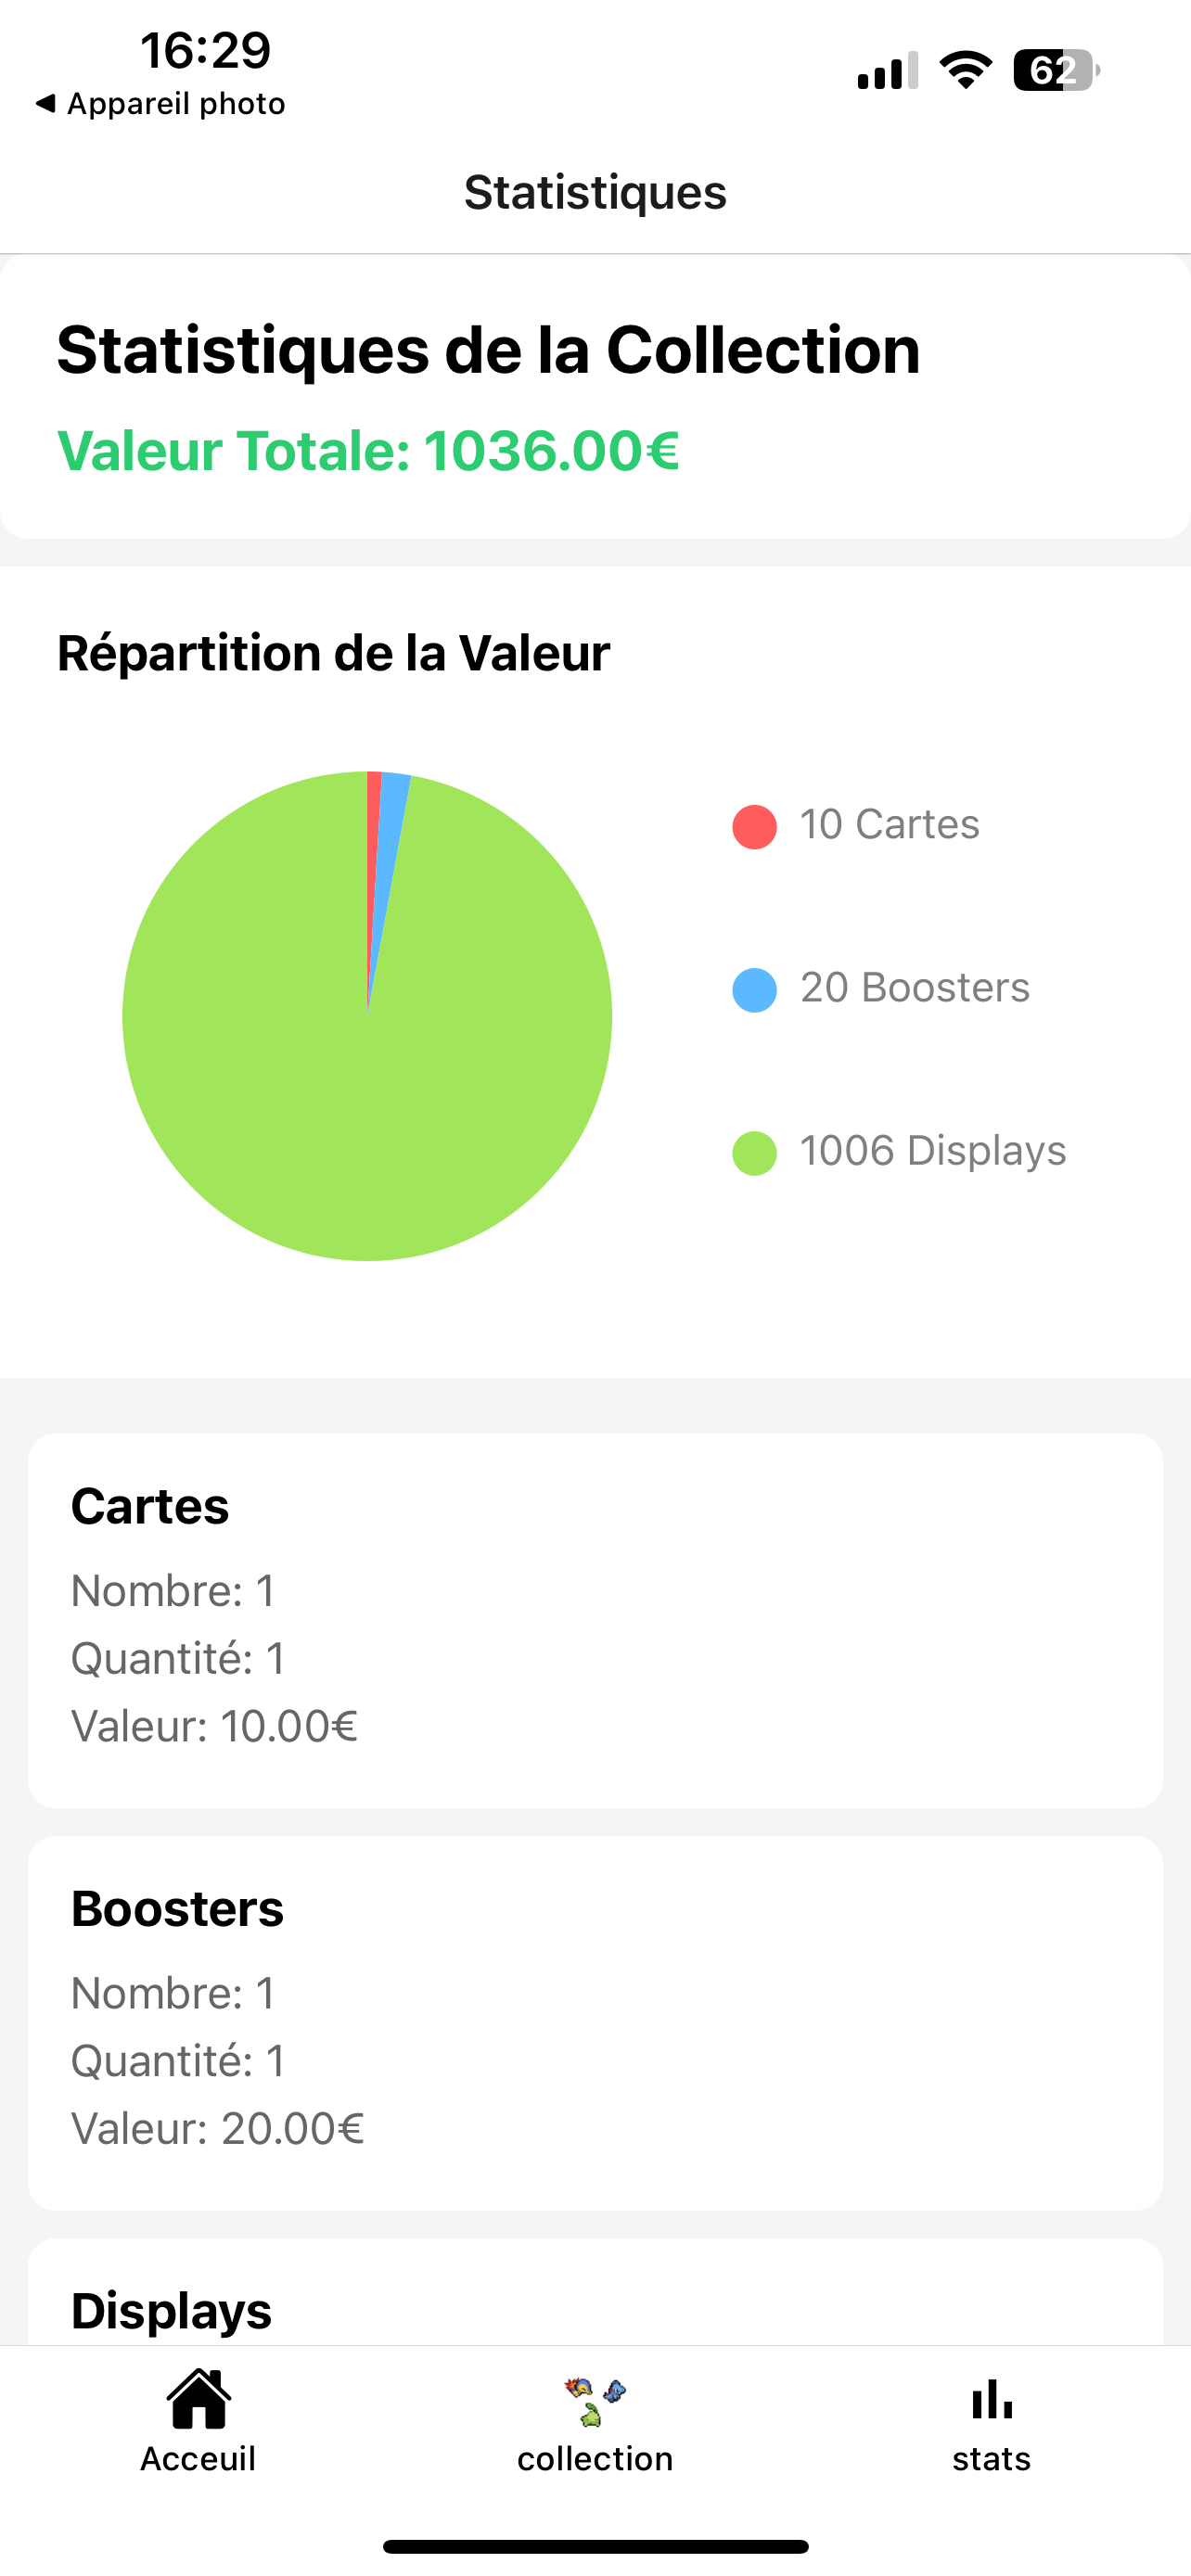 16:29
62
◀ Appareil photo
Statistiques
Statistiques de la Collection
Valeur Totale: 1036.00€
Répartition de la Valeur
10 Cartes
20 Boosters
1006 Displays
Cartes
Nombre: 1
Quantité: 1
Valeur: 10.00€
Boosters
Nombre: 1
Quantité: 1
Valeur: 20.00€
Displays
Acceuil
collection
stats